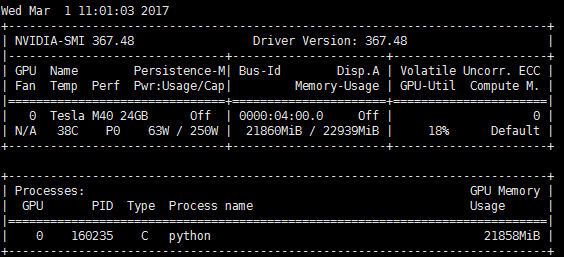 Wed Mar  1 11:01:03 2017
+-----------------------------------------------------------------------------+
| NVIDIA-SMI 367.48                 Driver Version: 367.48                    |
|-------------------------------+----------------------+----------------------+
| GPU  Name        Persistence-M| Bus-Id        Disp.A | Volatile Uncorr. ECC |
| Fan  Temp  Perf  Pwr:Usage/Cap|         Memory-Usage | GPU-Util  Compute M. |
|===============================+======================+======================|
|   0  Tesla M40 24GB      Off  | 0000:04:00.0     Off |                    0 |
| N/A   38C    P0    63W / 250W |  21860MiB / 22939MiB |     18%      Default |
+-------------------------------+----------------------+----------------------+

+-----------------------------------------------------------------------------+
| Processes:                                                       GPU Memory |
|  GPU       PID  Type  Process name                               Usage      |
|=============================================================================|
|    0    160235    C   python                                       21858MiB |
+-----------------------------------------------------------------------------+